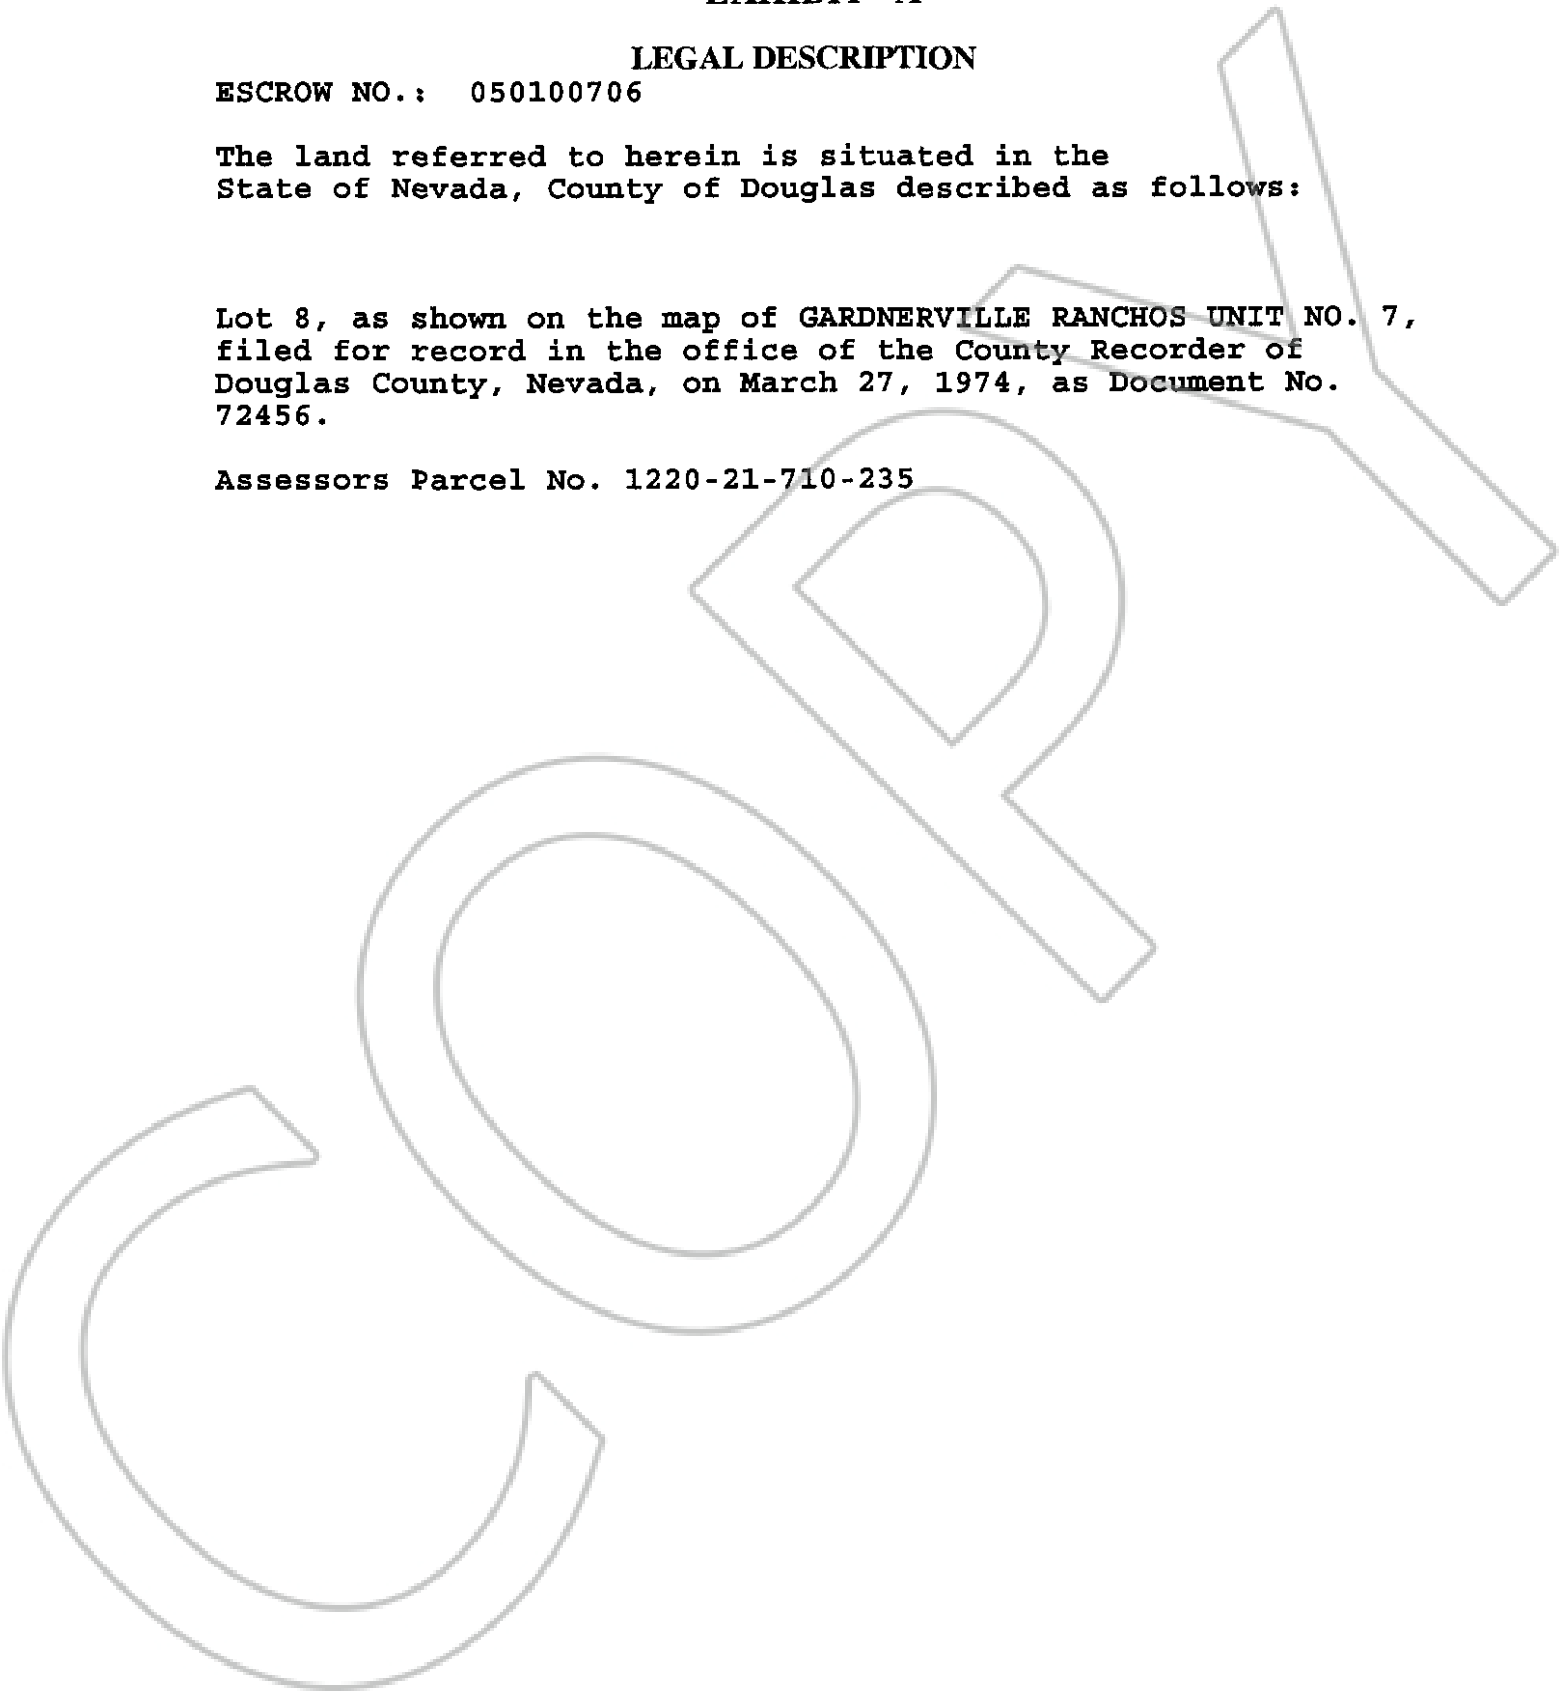 LEGAL DESCRIPTION
ESCROW NO.: 050100706
The land referred to herein is situated in the
State of Nevada, County of Douglas described as follows:
Lot 8, as shown on the map of GARDNERVILLE RANCHOS UNIT NO. 7,
filed for record in the office of the County Recorder of
Douglas County, Nevada, on March 27, 1974, as Document No.
72456.
Assessors Parcel No. 1220-21-710-235
COPY